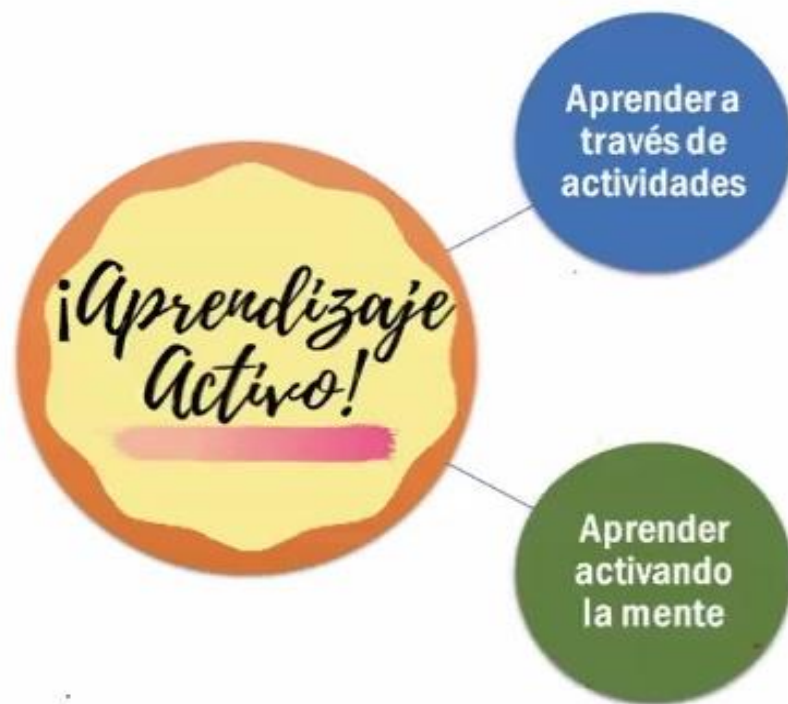 ¡Aprendizaje
Activo!
Aprender a
través de
actividades
Aprender
activando
la mente